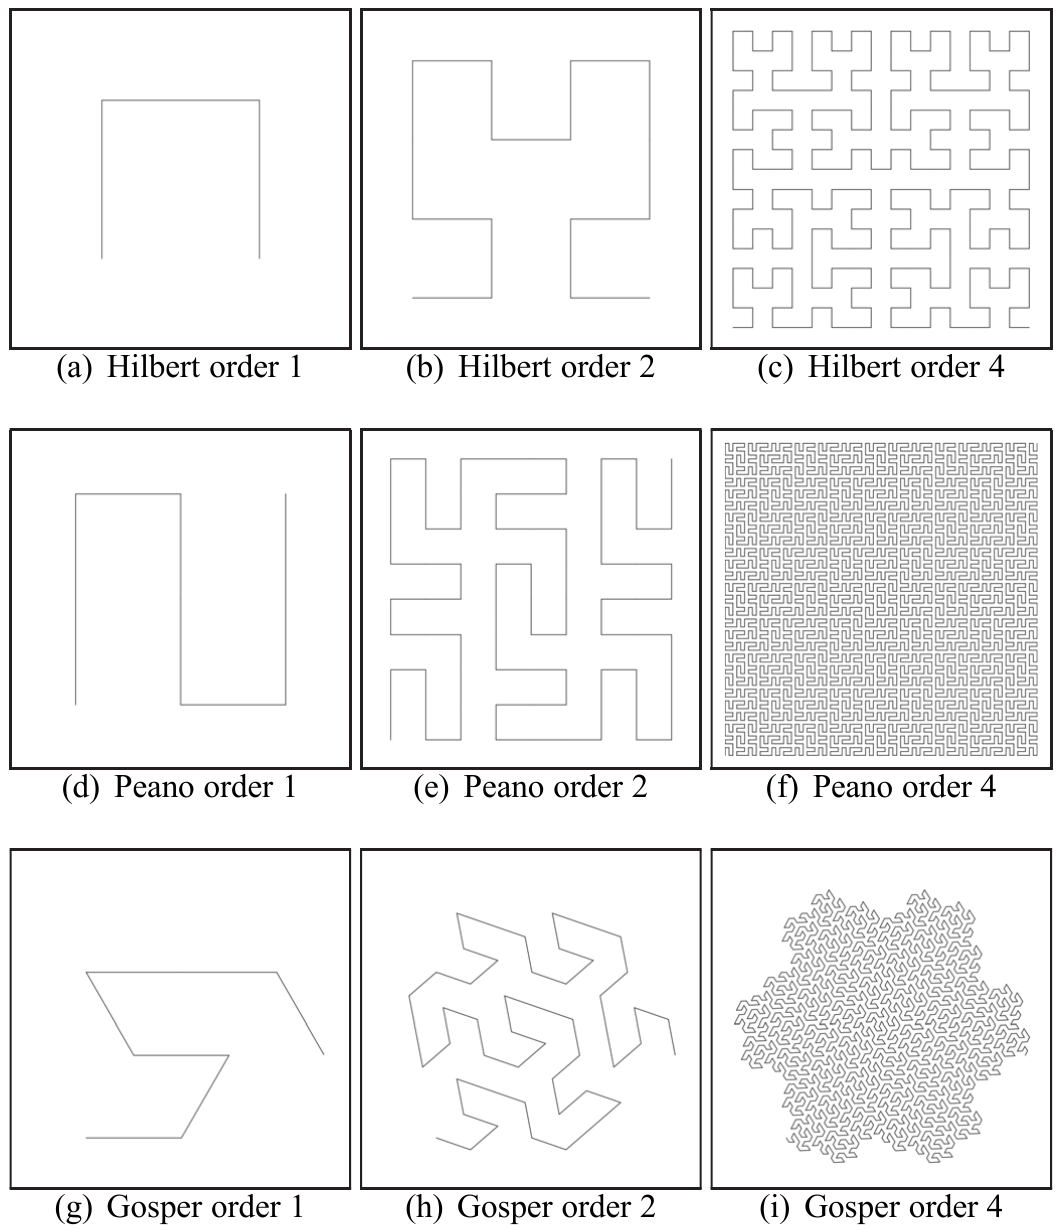 (a) Hilbert order 1
(b) Hilbert order 2
(c) Hilbert order 4
(d) Peano order 1
(e) Peano order 2
(f) Peano order 4
(g) Gosper order 1
(h) Gosper order 2
(i) Gosper order 4